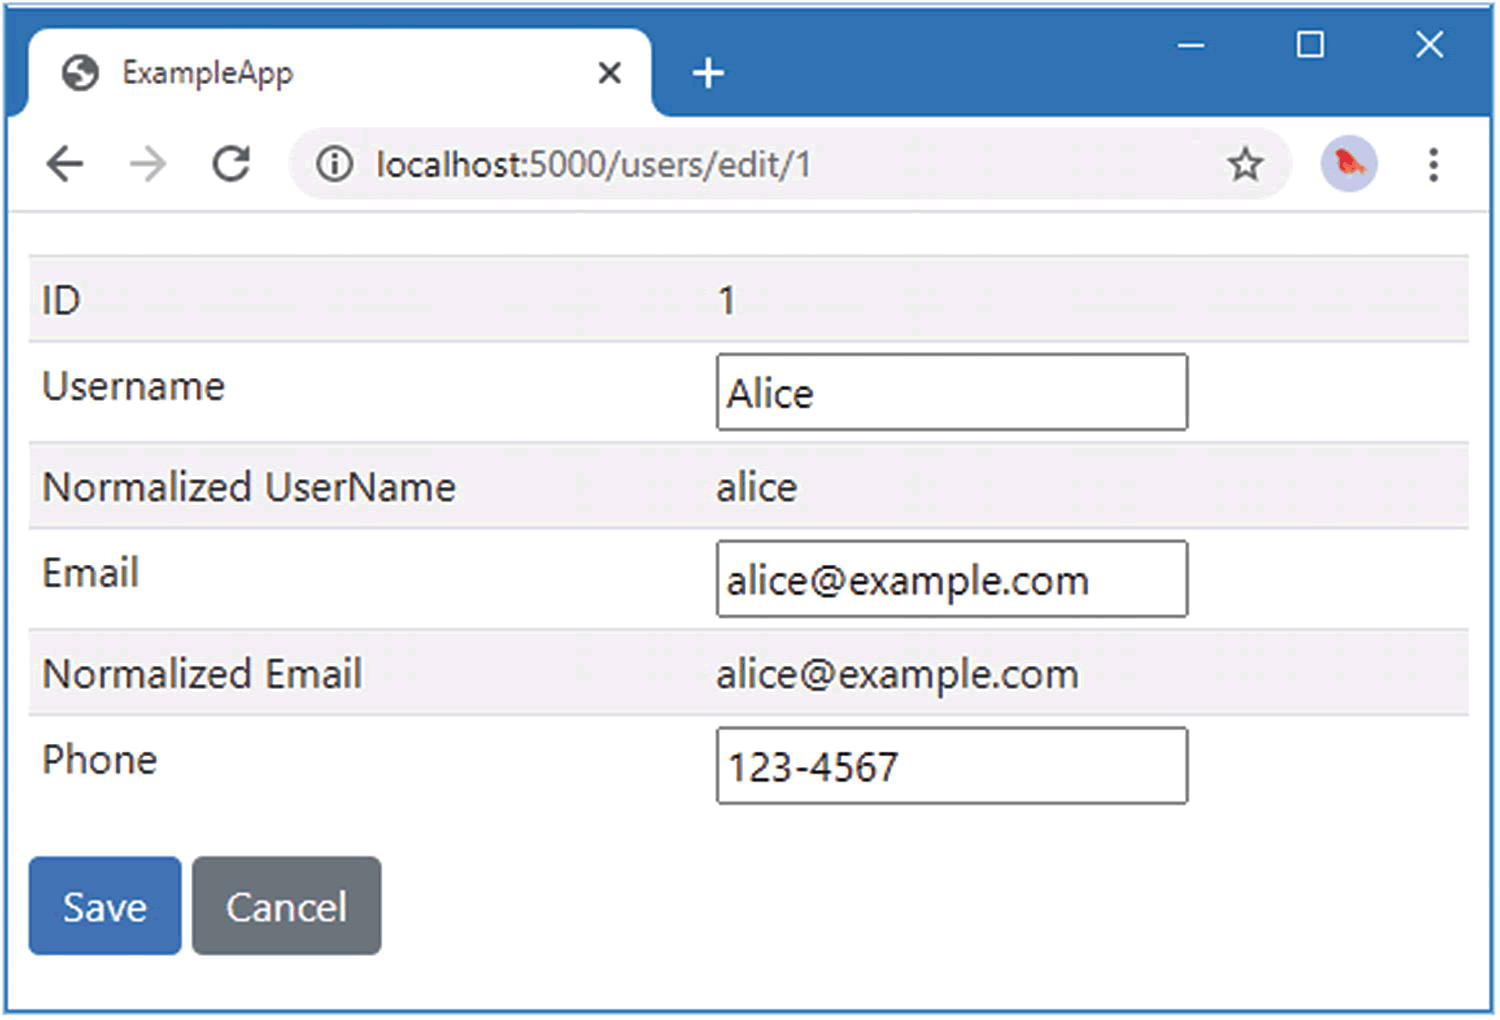 ExampleApp
localhost:5000/users/edit/1
ID 1
Username Alice
Normalized UserName alice
Email alice@example.com
Normalized Email alice@example.com
Phone 123-4567
Save Cancel